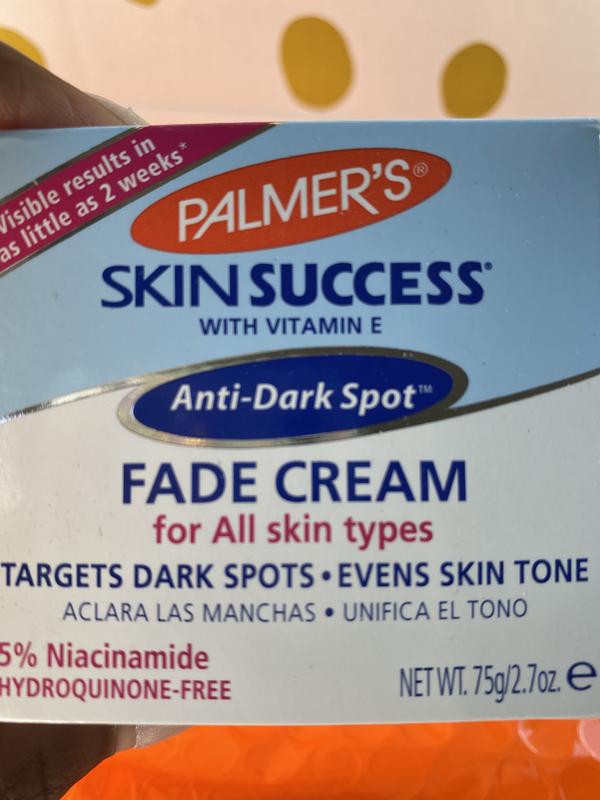 Visible results in
as little as 2 weeks*
PALMER'S®
SKIN SUCCESS®
WITH VITAMIN E
Anti-Dark Spot™
FADE CREAM
for All skin types
TARGETS DARK SPOTS • EVENS SKIN TONE
ACLARA LAS MANCHAS • UNIFICA EL TONO
5% Niacinamide
HYDROQUINONE-FREE
NET WT. 75g/2.7oz. e